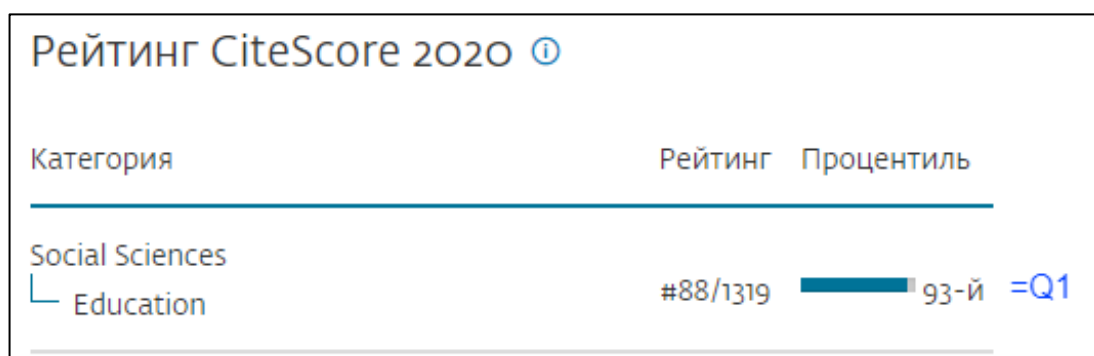 Рейтинг CiteScore 2020
Категория Рейтинг Процентиль
Social Sciences
Education #88/1319 93-й =Q1